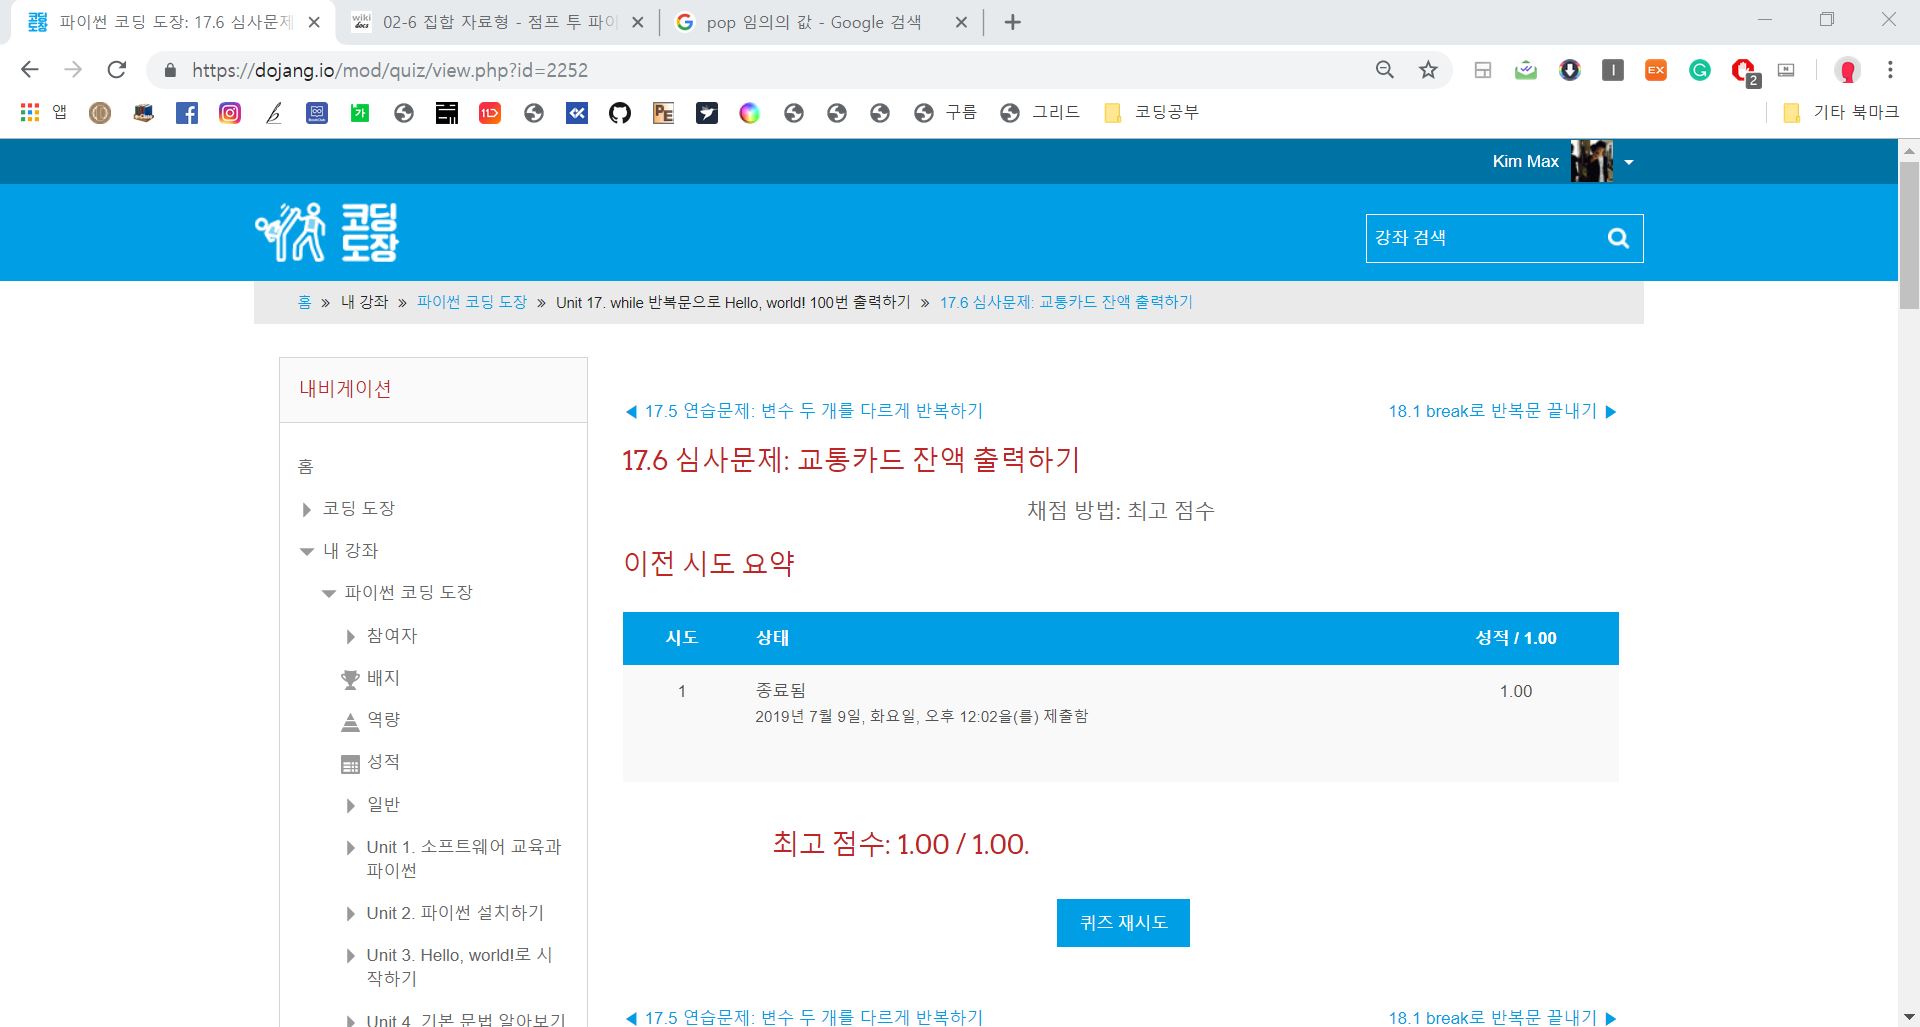 파이썬 코딩 도장: 17.6 심사문제
02-6 집합 자료형 - 점프 투 파이
pop 임의의 값 - Google 검색
https://dojang.io/mod/quiz/view.php?id=2252
앱
구름
그리드
코딩공부
기타 북마크
Kim Max
코딩
도장
강좌 검색
홈 » 내 강좌 » 파이썬 코딩 도장 » Unit 17. while 반복문으로 Hello, world! 100번 출력하기 » 17.6 심사문제: 교통카드 잔액 출력하기
내비게이션
홈
코딩 도장
내 강좌
파이썬 코딩 도장
참여자
배지
역량
성적
일반
Unit 1. 소프트웨어 교육과
파이썬
Unit 2. 파이썬 설치하기
Unit 3. Hello, world!로 시
작하기
Unit 4. 기본 문법 알아보기
◀ 17.5 연습문제: 변수 두 개를 다르게 반복하기
18.1 break로 반복문 끝내기 ▶
17.6 심사문제: 교통카드 잔액 출력하기
채점 방법: 최고 점수
이전 시도 요약
시도 상태 성적 / 1.00
1 종료됨 1.00
2019년 7월 9일, 화요일, 오후 12:02을(를) 제출함
최고 점수: 1.00 / 1.00.
퀴즈 재시도
◀ 17.5 연습문제: 변수 두 개를 다르게 반복하기
18.1 break로 반복문 끝내기 ▶